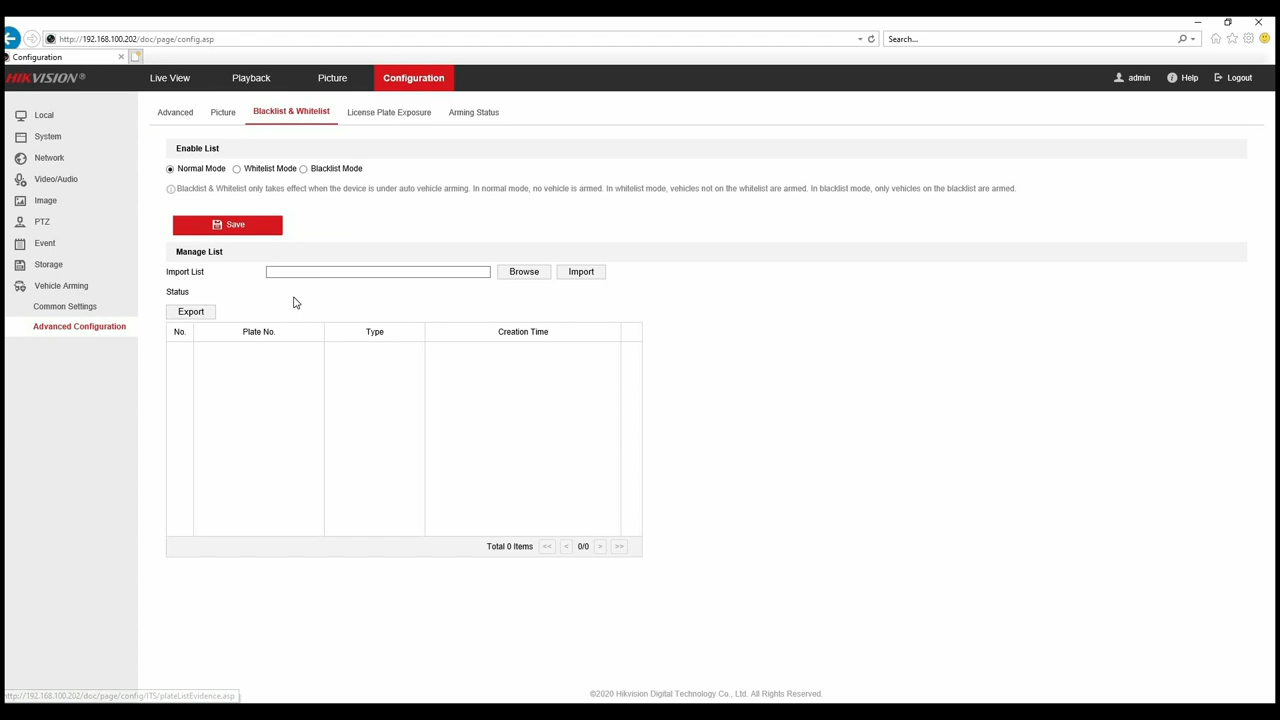 http://192.168.100.202/doc/page/config.asp
Search...
Configuration
HIKVISION®
Live View
Playback
Picture
Configuration
admin
Help
Logout
Local
System
Network
Video/Audio
Image
PTZ
Event
Storage
Vehicle Arming
Common Settings
Advanced Configuration
Advanced
Picture
Blacklist & Whitelist
License Plate Exposure
Arming Status
Enable List
Normal Mode
Whitelist Mode
Blacklist Mode
Blacklist & Whitelist only takes effect when the device is under auto vehicle arming. In normal mode, no vehicle is armed. In whitelist mode, vehicles not on the whitelist are armed. In blacklist mode, only vehicles on the blacklist are armed.
Save
Manage List
Import List
Browse
Import
Status
Export
No.
Plate No.
Type
Creation Time
Total 0 Items
<<
<
0/0
>
>>
©2020 Hikvision Digital Technology Co., Ltd. All Rights Reserved.
http://192.168.100.202/doc/page/config/ITS/plateListEvidence.asp